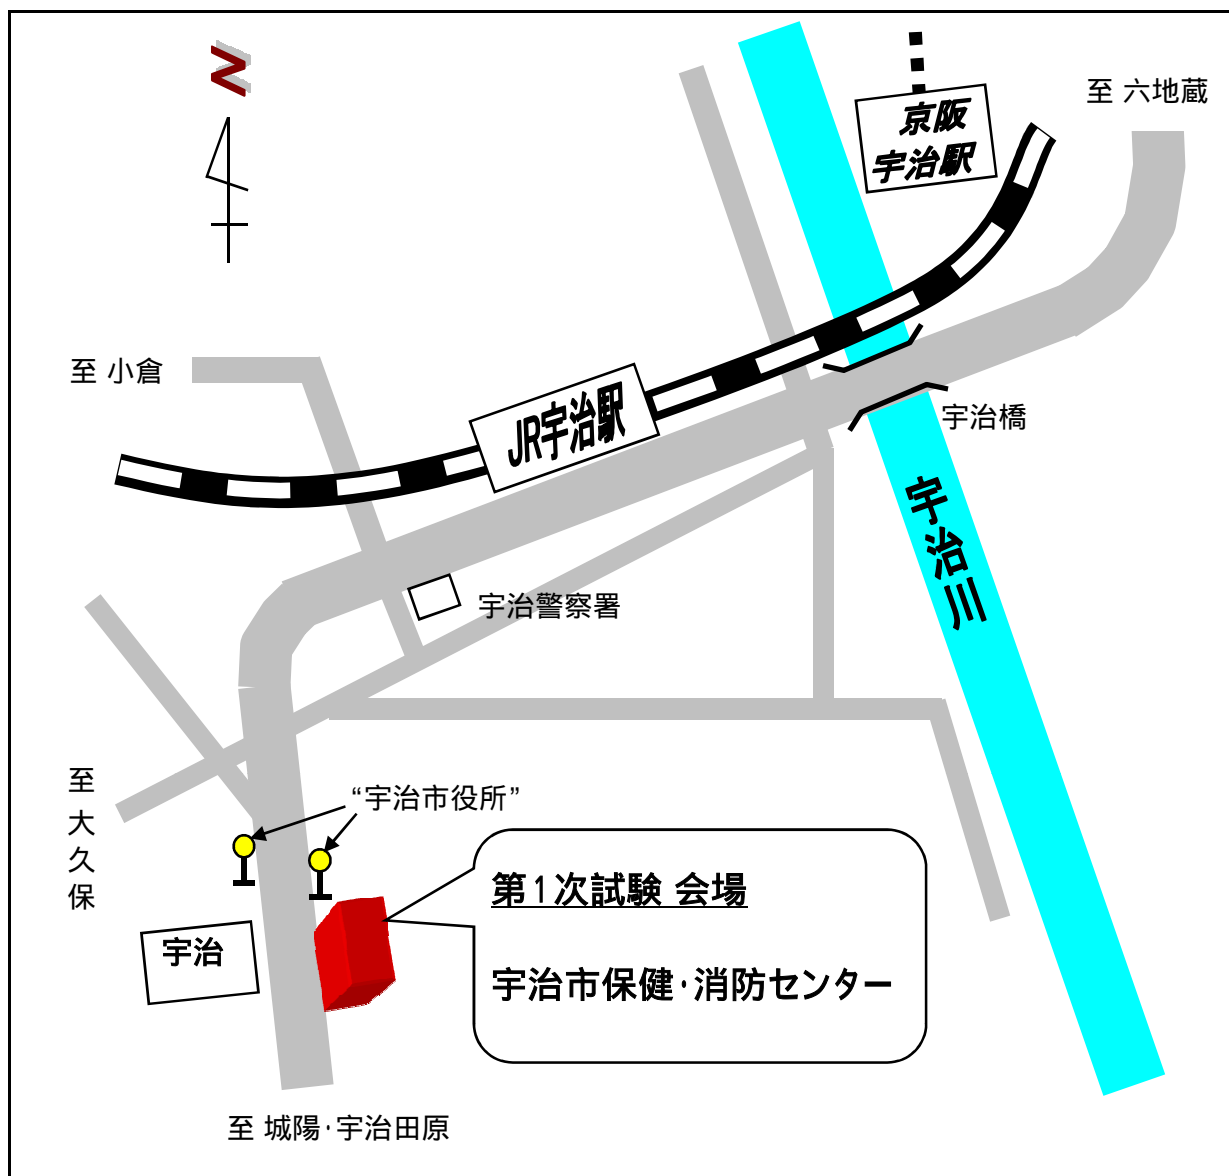 N
京阪
宇治駅
至 六地蔵
至 小倉
JR宇治駅
宇治橋
宇治川
宇治警察署
至 大久保
“宇治市役所”
第1次試験 会場
宇治市保健･消防センター
宇治
至 城陽･宇治田原